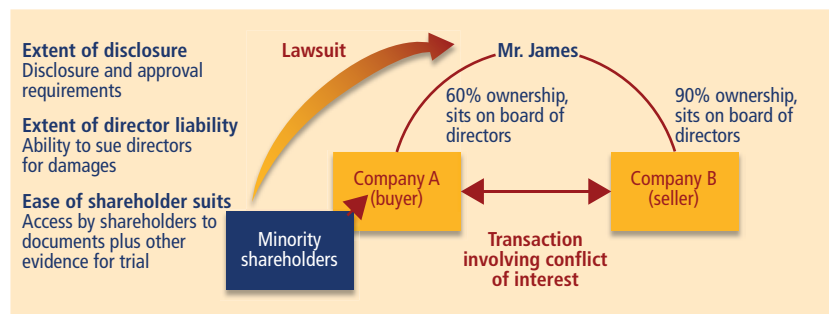 Extent of disclosure
Disclosure and approval
requirements
Extent of director liability
Ability to sue directors
for damages
Ease of shareholder suits
Access by shareholders to
documents plus other
evidence for trial
Lawsuit
Mr. James
60% ownership,
sits on board of
directors
90% ownership,
sits on board of
directors
Company A
(buyer)
Company B
(seller)
Minority
shareholders
Transaction
involving conflict
of interest